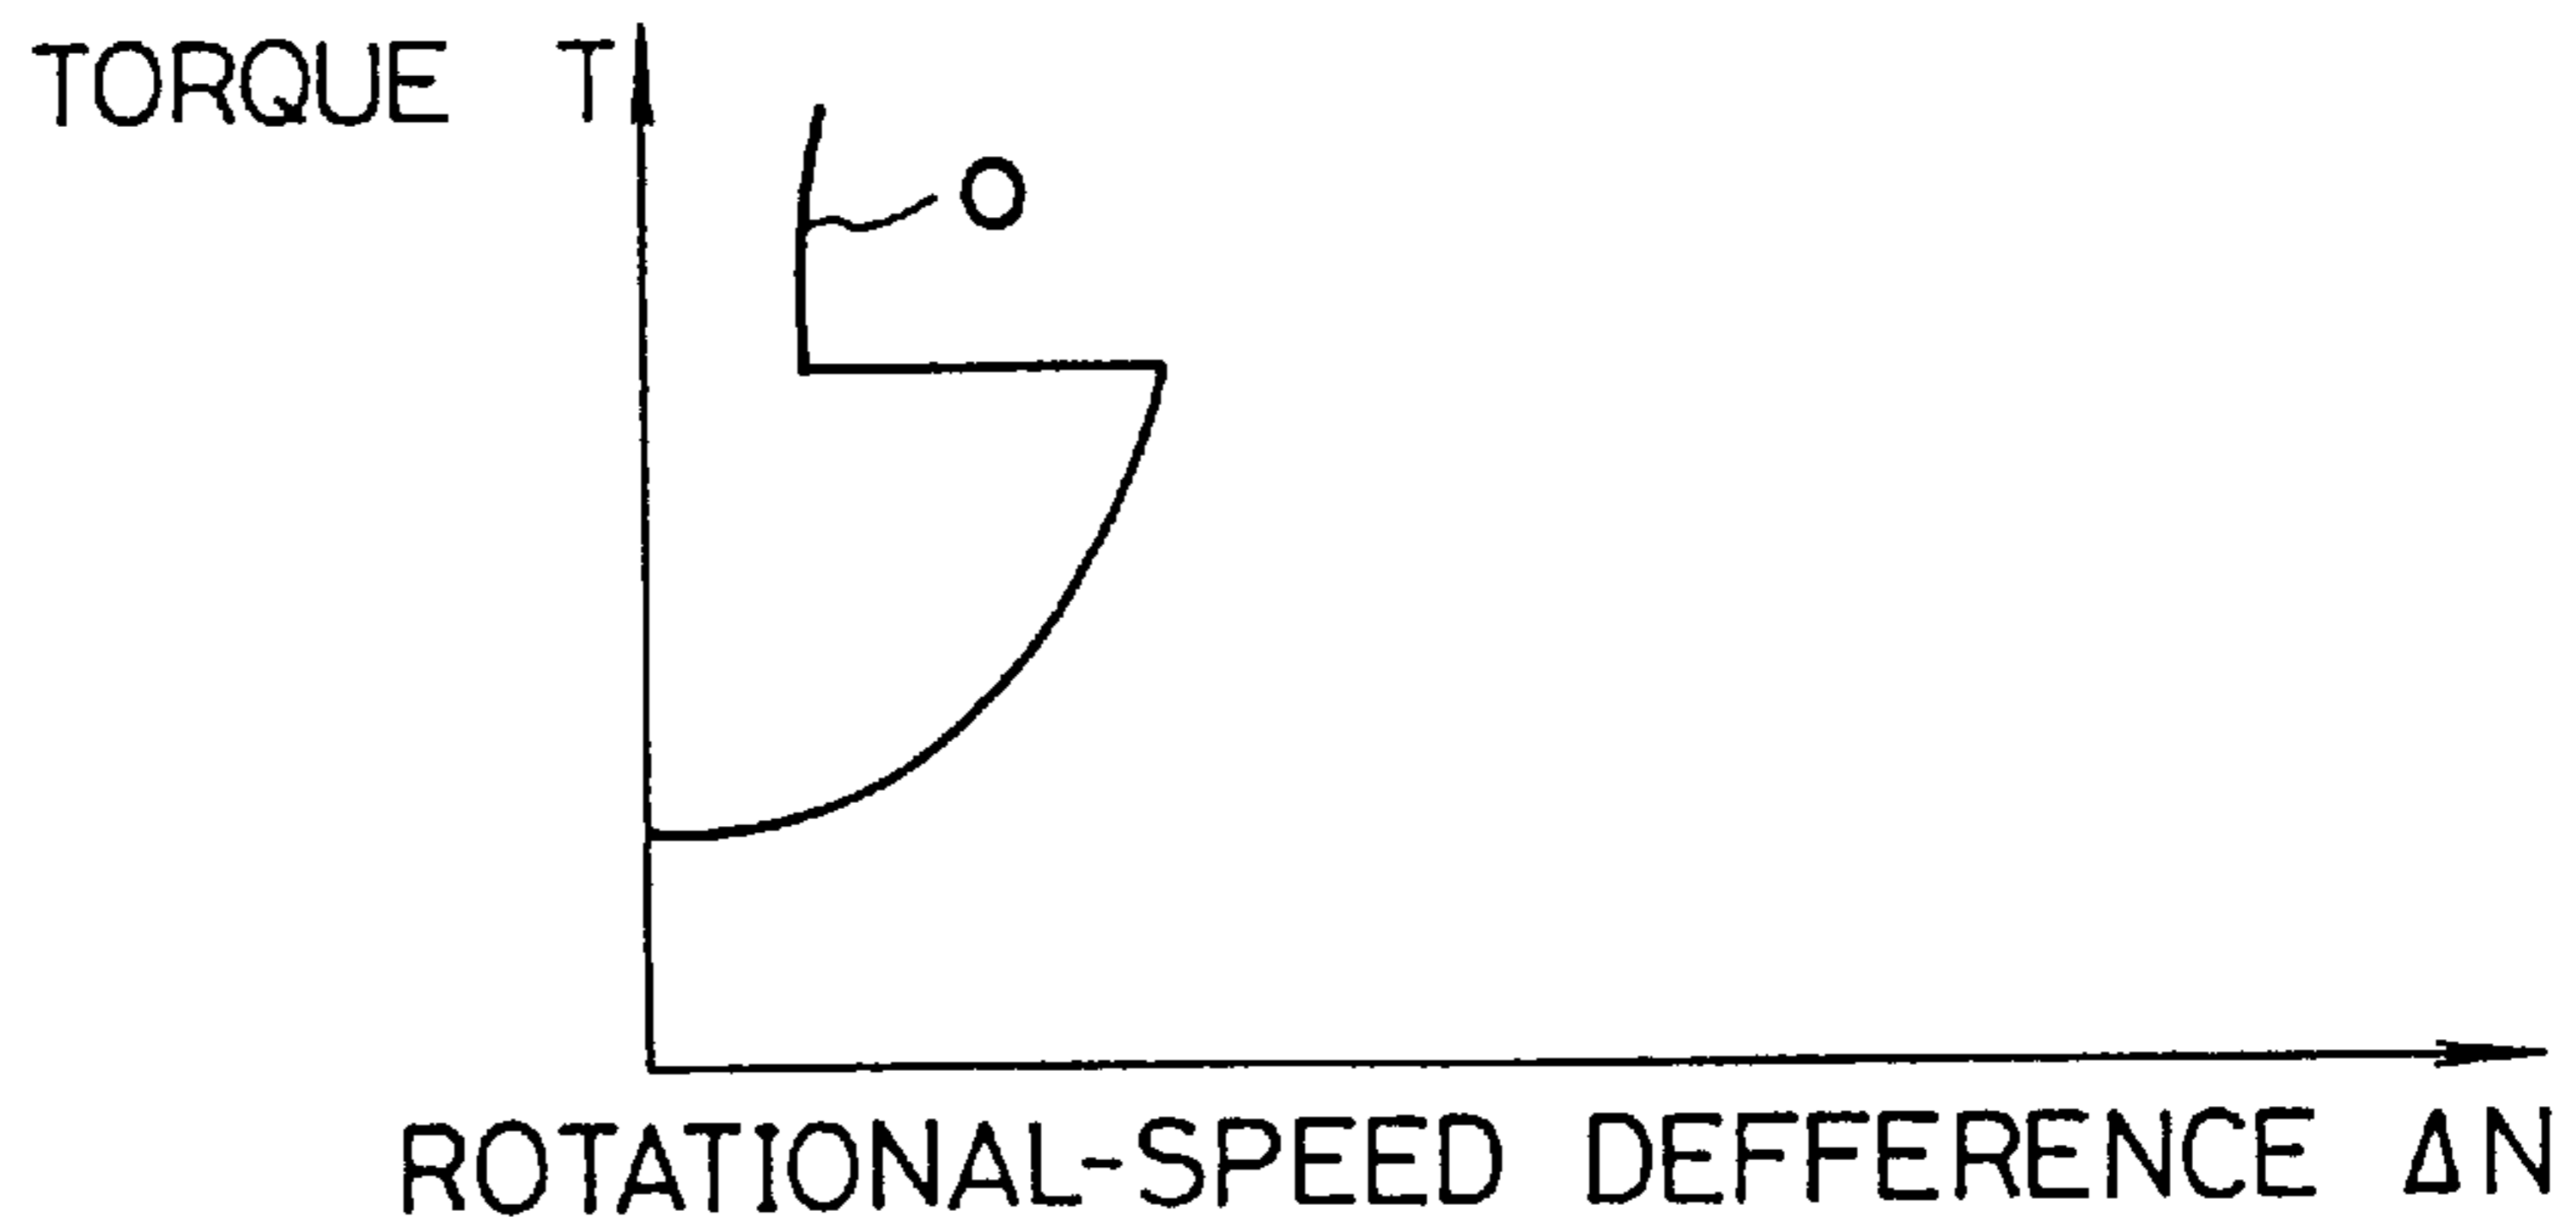 TORQUE T
O
ROTATIONAL-SPEED DEFFERENCE ΔN